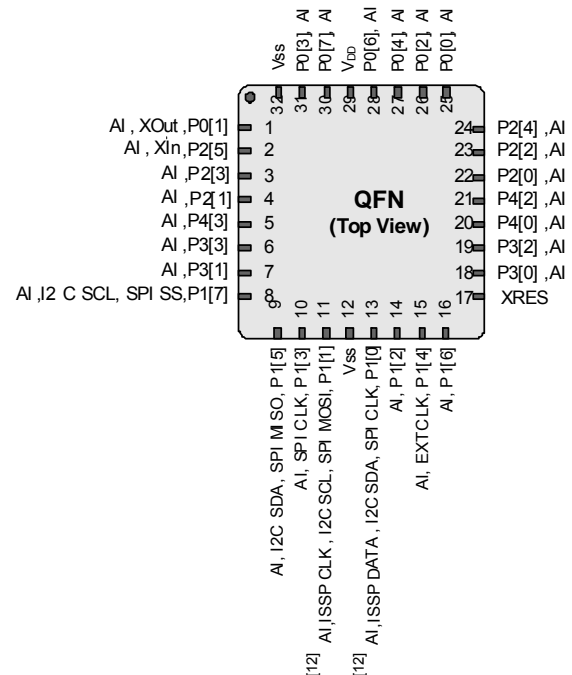 Vss
P0[3], AI
P0[7], AI
VDD
P0[6], AI
P0[4], AI
P0[2], AI
P0[0], AI
32
31
30
29
28
27
26
25
AI , XOut ,P0[1] 1
AI , XIn ,P2[5] 2
AI ,P2[3] 3
AI ,P2[1] 4
AI ,P4[3] 5
AI ,P3[3] 6
AI ,P3[1] 7
AI ,I2 C SCL, SPI SS,P1[7] 8
QFN
(Top View)
24 P2[4] ,AI
23 P2[2] ,AI
22 P2[0] ,AI
21 P4[2] ,AI
20 P4[0] ,AI
19 P3[2] ,AI
18 P3[0] ,AI
17 XRES
9
10
11
12
13
14
15
16
AI, I2C SDA, SPI MISO, P1[5]
AI, SPI CLK, P1[3]
[12] AI,ISSP CLK , I2C SCL, SPI MOSI, P1[1]
Vss
[12] AI,ISSP DATA , I2C SDA, SPI CLK, P1[0]
AI, P1[2]
AI, EXTCLK, P1[4]
AI, P1[6]